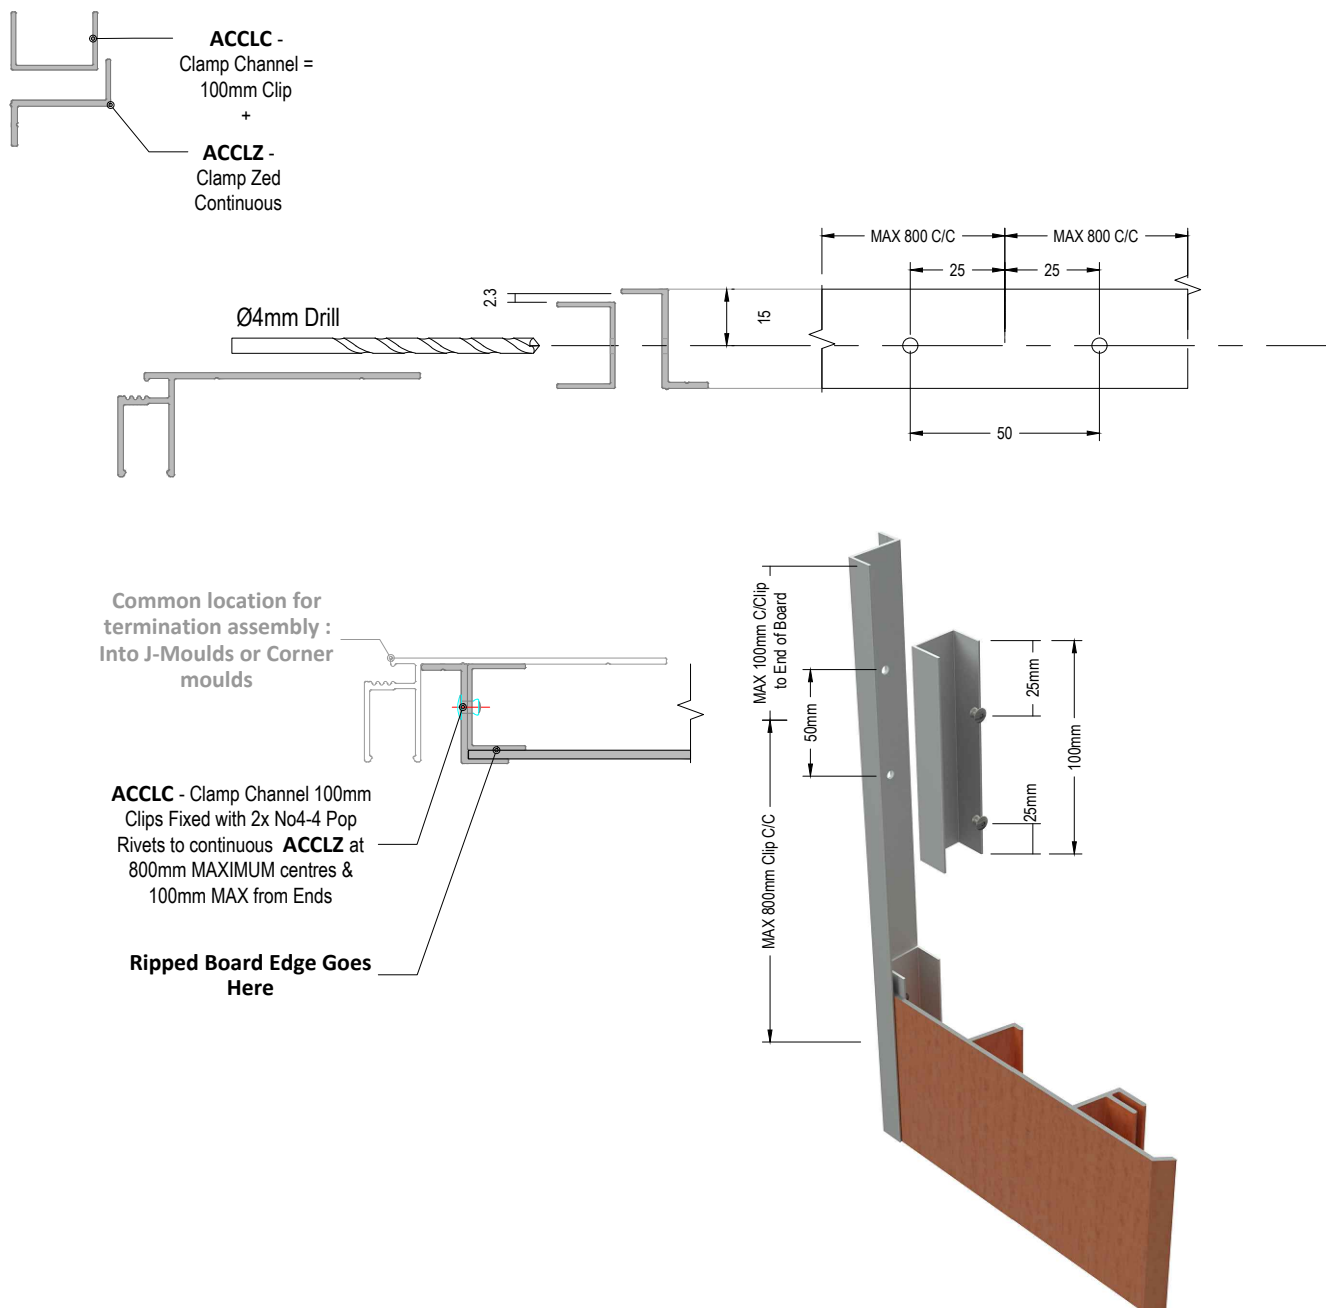 ACCLC -
Clamp Channel =
100mm Clip
+
ACCLZ -
Clamp Zed
Continuous
MAX 800 C/C
MAX 800 C/C
25
25
2.3
15
Ø4mm Drill
50
Common location for
termination assembly :
Into J-Moulds or Corner
moulds
ACCLC - Clamp Channel 100mm
Clips Fixed with 2x No4-4 Pop
Rivets to continuous ACCLZ at
800mm MAXIMUM centres &
100mm MAX from Ends
Ripped Board Edge Goes
Here
MAX 100mm C/Clip
to End of Board
50mm
MAX 800mm Clip C/C
25mm
100mm
25mm